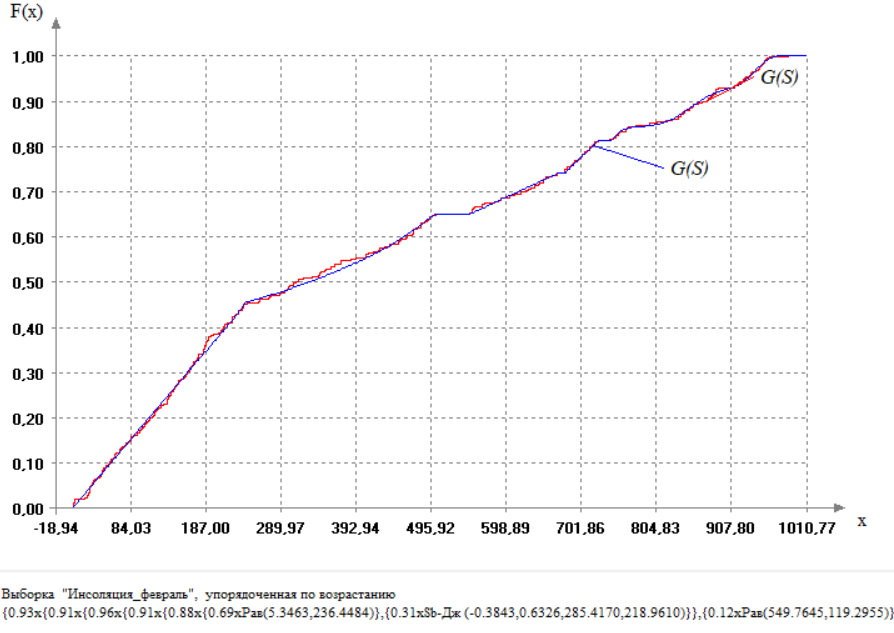 F(x)
1,00
G(S)
0,90
0,80
G(S)
0,70
0,60
0,50
0,40
0,30
0,20
0,10
0,00
-18,94 84,03 187,00 289,97 392,94 495,92 598,89 701,86 804,83 907,80 1010,77 x
Выборка "Инсоляция_февраль", упорядоченная по возрастанию
{0.93x{0.91x{0.96x{0.91x{0.88x{0.69xРав(5.3463,236.4484)},{0.31xSb-Дж (-0.3843,0.6326,285.4170,218.9610)}},{0.12xРав(549.7645,119.2955)}